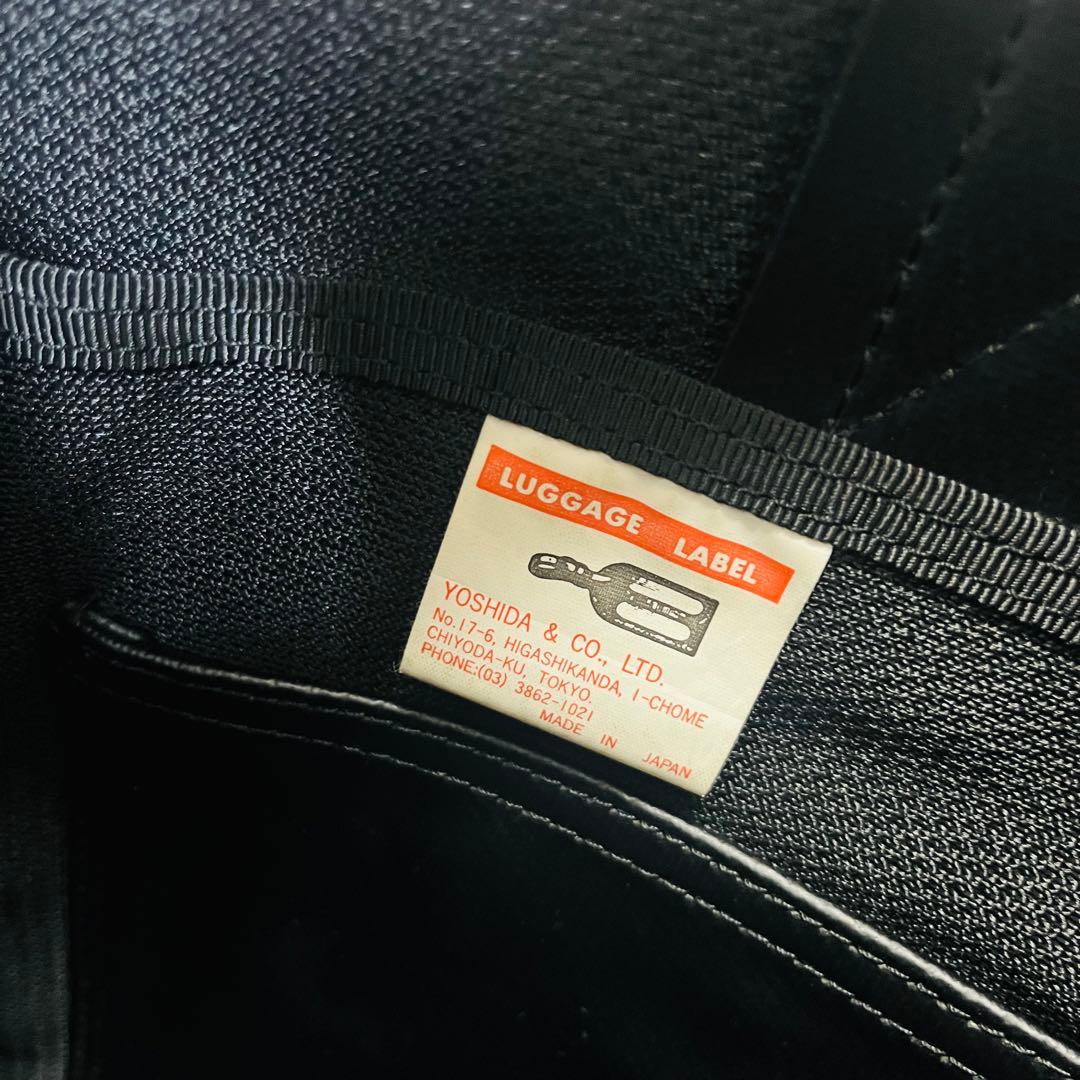 LUGGAGE LABEL
YOSHIDA & CO., LTD.
No.17-6, HIGASHIKANDA, 1-CHOME
CHIYODA-KU, TOKYO.
PHONE:(03) 3862-1021
MADE IN JAPAN